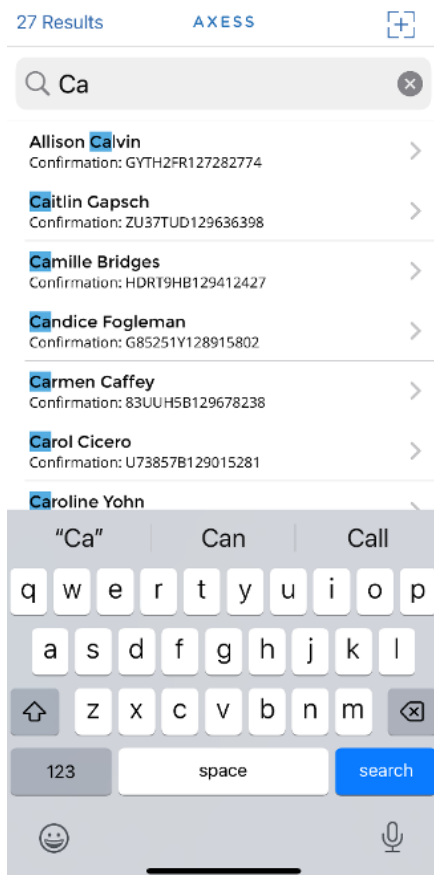 27 Results AXESS
Ca
Allison Calvin
Confirmation: GYTH2FR127282774
Caitlin Gapsch
Confirmation: ZU37TUD129636398
Camille Bridges
Confirmation: HDRT9HB129412427
Candice Fogleman
Confirmation: G85251Y128915802
Carmen Caffey
Confirmation: 83UUH5B129678238
Carol Cicero
Confirmation: U73857B129015281
Caroline Yohn
“Ca” Can Call
q w e r t y u i o p
a s d f g h j k l
z x c v b n m
123 space search